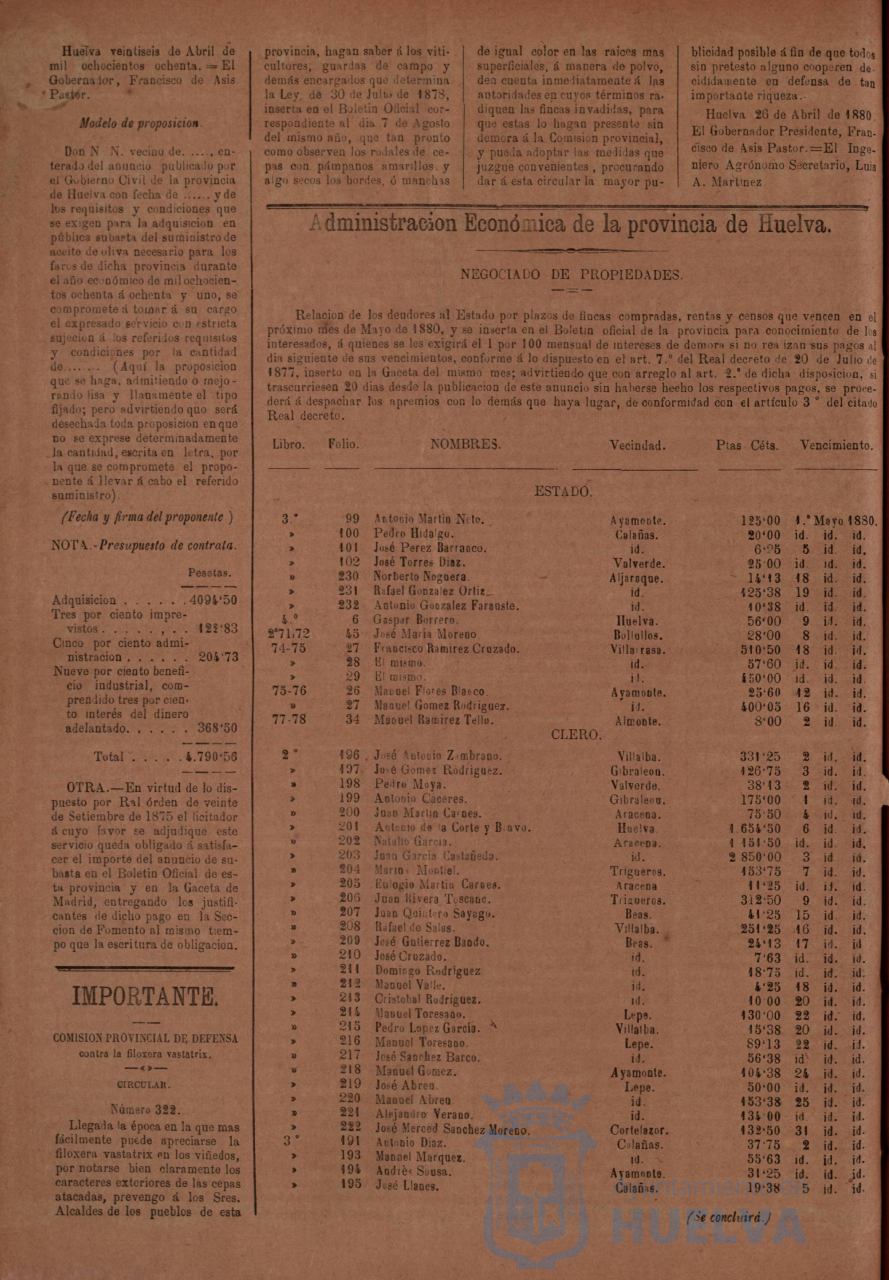 Huelva veintiseis de Abril de
mil ochocientos ochenta. = El
Gobernador, Francisco de Asis
Pastor.
Modelo de proposicion.
Don N N. vecino de. ...., en-
terado del anuncio publicado por
el Gobierno Civil de la provincia
de Huelva con fecha de ...... y de
los requisitos y condiciones que
se exigen para la adquisicion en
pública subasta del suministro de
aceite de oliva necesario para los
faros de dicha provincia durante
el año económico de mil ochocien-
tos ochenta á ochenta y uno, se
compromete á tomar á su cargo
el expresado servicio con estricta
sujecion á los referidos requisitos
y condiciones por la cantidad
de...... (Aquí la proposicion
que se haga, admitiendo ó mejo-
rando lisa y llanamente el tipo
fijado; pero advirtiendo que será
desechada toda proposicion en que
no se exprese determinadamente
la cantidad, escrita en letra, por
la que se compromete el propo-
nente á llevar á cabo el referido
suministro).
(Fecha y firma del proponente.)
NOTA.-Presupuesto de contrata.
Pesetas.
Adquisicion . . . . . . 4094'50
Tres por ciento impre-
vistos . . . . , . . 122'83
Cinco por ciento admi-
nistracion . . . . . . 204'73
Nueve por ciento benefi-
cio industrial, com-
prendido tres por cien-
to interés del dinero
adelantado. . . . . . 368'50
Total . . . . . 4.790'56
OTRA.—En virtud de lo dis-
puesto por Ral órden de veinte
de Setiembre de 1875 el licitador
á cuyo favor se adjudique este
servicio queda obligado á satisfa-
cer el importe del anuncio de su-
basta en el Boletin Oficial de es-
ta provincia y en la Gaceta de
Madrid, entregando los justifi-
cantes de dicho pago en la Sec-
cion de Fomento al mismo tiem-
po que la escritura de obligacion.
IMPORTANTE.
COMISION PROVINCIAL DE DEFENSA
contra la filoxera vastatrix.
CIRCULAR.
Número 322.
Llegada la época en la que mas
fácilmente puede apreciarse la
filoxera vastatrix en los viñedos,
por notarse bien claramente los
caracteres exteriores de las cepas
atacadas, prevengo á los Sres.
Alcaldes de los pueblos de esta
provincia, hagan saber á los viti-
cultores, guardas de campo y
demás encargados que determina
la Ley, de 30 de Julio de 1878,
inserta en el Boletin Oficial cor-
respondiente al dia 7 de Agosto
del mismo año, que tan pronto
como observen los rodales de ce-
pas con pámpanos amarillos, y
algo secos los bordes, ó manchas
de igual color en las raices mas
superficiales, á manera de polvo,
den cuenta inmediatamente á las
autoridades en cuyos términos ra-
diquen las fincas invadidas, para
que estas lo hagan presente sin
demora á la Comision provincial,
y pueda adoptar las medidas que
juzgue convenientes, procurando
dar á esta circular la mayor pu-
blicidad posible á fin de que todos
sin pretesto alguno cooperen de-
cididamente en defensa de tan
importante riqueza.
Huelva 26 de Abril de 1880
El Gobernador Presidente, Fran-
cisco de Asis Pastor.=El Inge-
niero Agrónomo Secretario, Luis
A. Martinez
Administracion Económica de la provincia de Huelva.
NEGOCIADO DE PROPIEDADES.
Relacion de los deudores al Estado por plazos de fincas compradas, rentas y censos que vencen en el
próximo mes de Mayo de 1880, y se inserta en el Boletin oficial de la provincia para conocimiento de los
interesados, á quienes se les exigirá el 1 por 100 mensual de intereses de demora si no rea izan sus pagos al
dia siguiente de sus vencimientos, conforme á lo dispuesto en el art. 7.º del Real decreto de 20 de Julio de
1877, inserto en la Gaceta del mismo mes; advirtiendo que con arreglo al art. 2.º de dicha disposicion, si
trascurriesen 20 dias desde la publicacion de este anuncio sin haberse hecho los respectivos pagos, se proce-
derá á despachar los apremios con lo demás que haya lugar, de conformidad con el artículo 3 º del citado
Real decreto.
Libro. Folio. NOMBRES. Vecindad. Ptas Céts. Vencimiento.
ESTADO.
3.º 99 Antonio Martin Neto. Ayamonte. 125'00 1.º Mayo 1880.
» 100 Pedro Hidalgo. Calañas. 20'00 id. id. id.
» 101 José Perez Barranco. id. 6'25 5 id. id.
» 102 José Torres Diaz. Valverde. 25'00 id. id. id.
» 230 Norberto Noguera Aljaraque. 14'13 18 id. id.
» 231 Rafael Gonzalez Ortiz id. 125'38 19 id. id.
» 232 Antonio Gonzalez Farauste. id. 10'38 id. id. id.
4.º 6 Gaspar Borrero. Huelva. 56'00 9 id. id.
2º71,72 45 José Maria Moreno Bollullos. 28'00 8 id. id.
74-75 27 Francisco Ramirez Cruzado. Villarrasa. 510'50 18 id. id.
» 28 El mismo. id. 57'60 id. id. id.
» 29 El mismo. id. 450'00 id. id. id.
75-76 26 Manuel Flores Blasco Ayamonte. 25'60 12 id. id.
» 27 Manuel Gomez Rodriguez. id. 400'05 16 id. id.
77-78 34 Manuel Ramirez Tello. Almonte. 8'00 2 id. id.
CLERO.
2 º 196 José Antonio Zambrano. Villalba. 331'25 2 id. id.
» 197 José Gomez Rodriguez. Gibraleon. 126'75 3 id. id.
» 198 Pedro Moya. Valverde. 38'13 2 id. id.
» 199 Antonio Cáceres. Gibraleon. 175'00 1 id. id.
» 200 Juan Martin Carnes. Aracena. 75'50 4 id. id.
» 201 Antonio de la Corte y Bravo. Huelva. 1.654'50 6 id. id.
» 202 Natalio Garcia. Aracena. 1 151'50 id. id. id.
» 203 Juan Garcia Castañeda. id. 2 850'00 3 id. id.
» 204 Marina Montiel. Trigueros. 153'75 7 id. id.
» 205 Eulogio Martin Carnes. Aracena 11'25 id. id. id.
» 206 Juan Rivera Toscano. Trigueros. 312'50 9 id. id.
» 207 Juan Quintero Sayago. Beas. 41'25 15 id. id.
» 208 Rafael de Salas. Villalba. 251'25 16 id. id.
» 209 José Gutierrez Bando. Beas. 24'13 17 id. id
» 210 José Cruzado. id. 7'63 id. id. id.
» 211 Domingo Rodriguez id. 18'75 id. id. id.
» 212 Manuel Valle. id. 4'25 18 id. id.
» 213 Cristobal Rodriguez. id. 10 00 20 id. id.
» 214 Manuel Toresano. Lepe. 130'00 22 id. id.
» 215 Pedro Lopez García. Villalba. 15'38 20 id. id.
» 216 Manuel Toresano. Lepe. 89'13 22 id. id.
» 217 José Sanchez Barco. id. 56'38 id id. id.
» 218 Manuel Gomez. Ayamonte. 104'38 24 id. id.
» 219 José Abreu. Lepe. 50'00 id. id. id.
» 220 Manuel Abreu id. 153'38 25 id. id.
» 221 Alejandro Verano. id. 134'00 id id. id.
» 222 José Merced Sanchez Moreno. Cortelazor. 132'50 31 id. id.
3 º 191 Antonio Diaz. Calañas. 37'75 2 id. id.
» 193 Manuel Marquez. id. 55'63 id. id. id.
» 194 Andrés Sousa. Ayamonte. 31'25 id. id. id.
» 195 José Llanes. Calañas. 19'38 5 id. id.
(Se concluirá.)
HUELVA